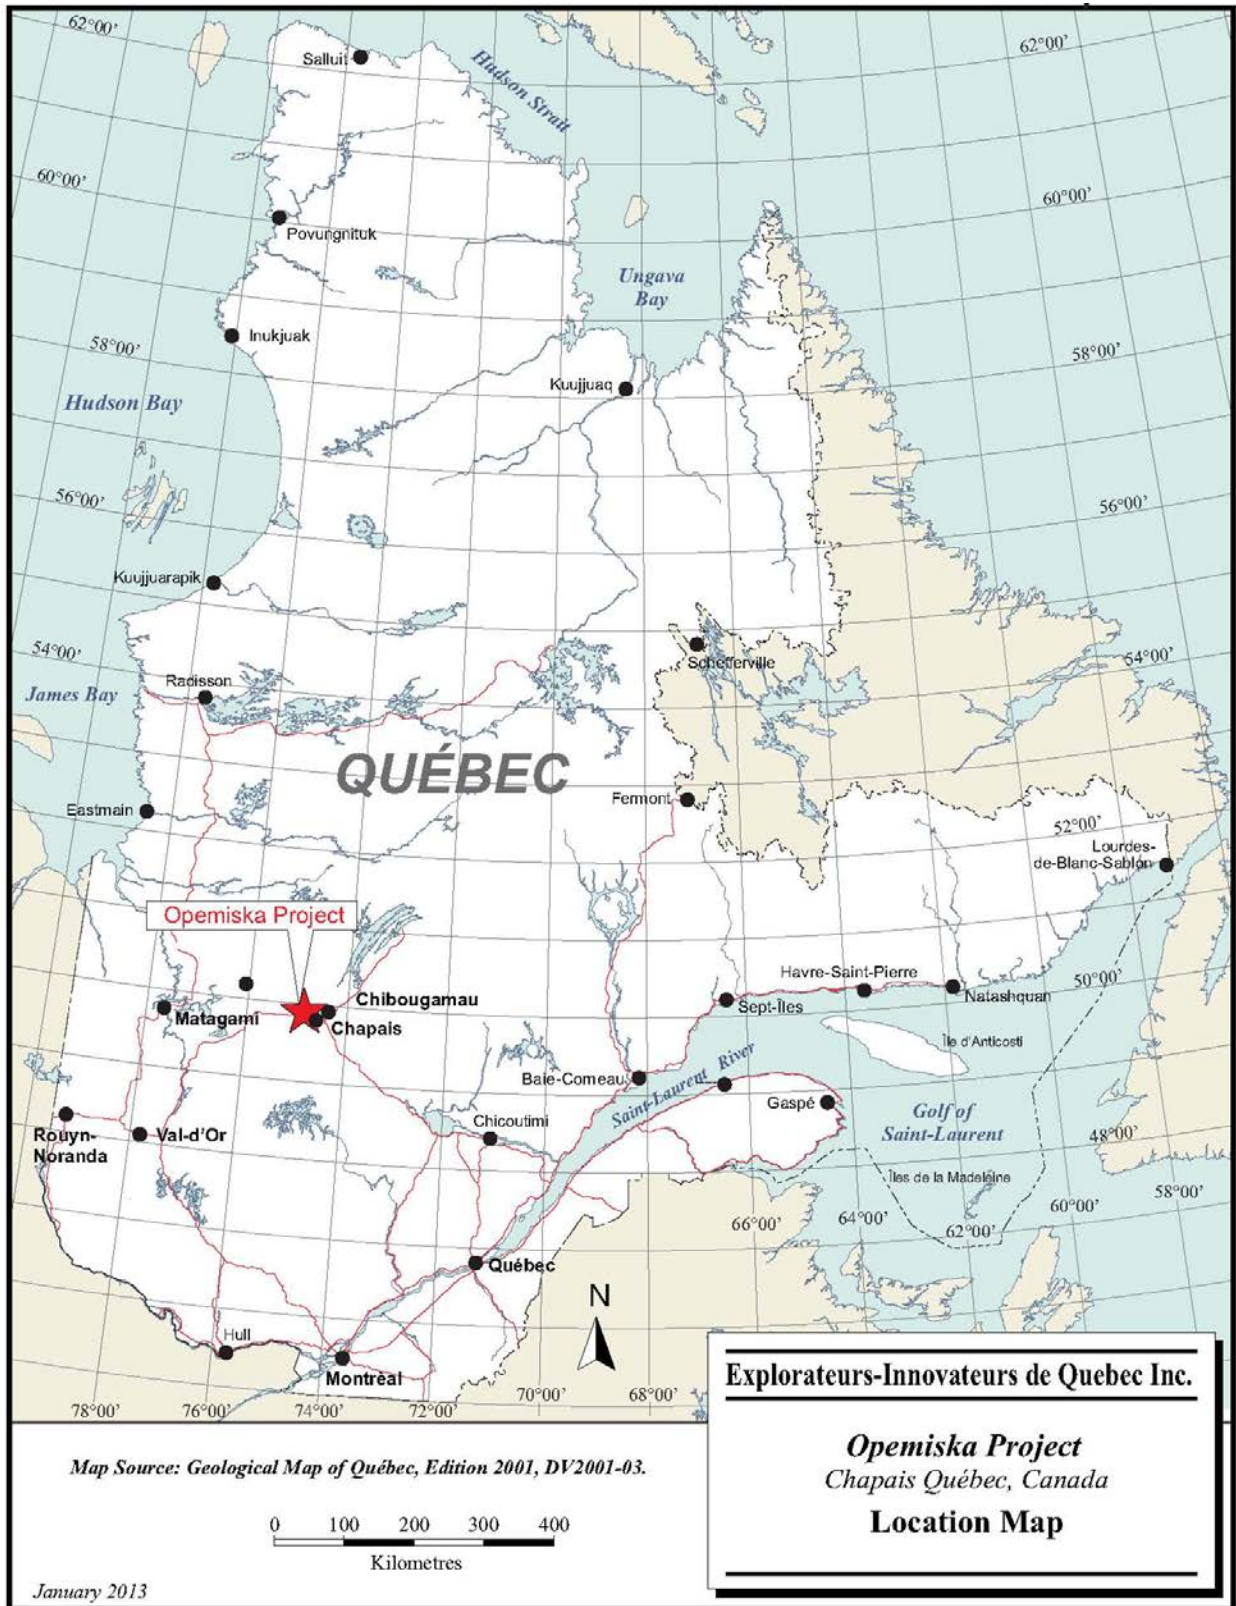 62°00'
62°00'
Salluit
Hudson Strait
60°00'
60°00'
Povungnituk
Ungava
Bay
Inukjuak
58°00'
58°00'
Kuujjuaq
Hudson Bay
56°00'
56°00'
Kuujjuarapik
54°00'
Schefferville
54°00'
Radisson
James Bay
QUÉBEC
Fermont
Eastmain
52°00'
Lourdes-
de-Blanc-Sablon
Opemiska Project
Havre-Saint-Pierre
50°00'
Chibougamau
Matagami
Chapais
Sept-Îles
Natashquan
Île d'Anticosti
Baie-Comeau
Saint-Laurent River
Gaspé
Golf of
Saint-Laurent
Chicoutimi
Rouyn-
Noranda
Val-d'Or
48°00'
Îles de la Madeleine
58°00'
60°00'
62°00'
64°00'
66°00'
Québec
N
Hull
Montréal
78°00'
76°00'
74°00'
72°00'
70°00'
68°00'
Explorateurs-Innovateurs de Quebec Inc.
Opemiska Project
Chapais Québec, Canada
Location Map
Map Source: Geological Map of Québec, Edition 2001, DV2001-03.
0 100 200 300 400
Kilometres
January 2013